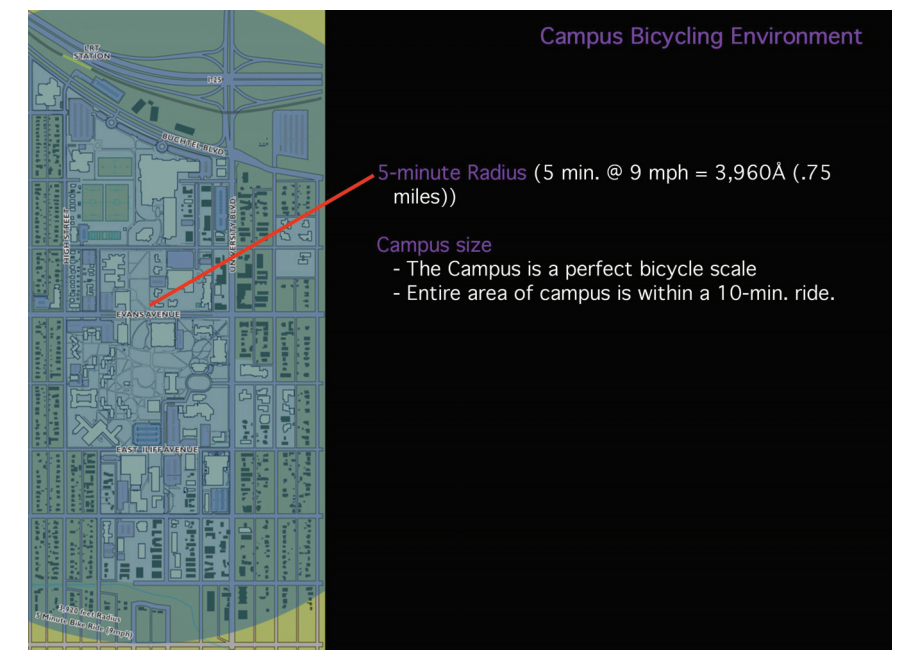 Campus Bicycling Environment
LRT
STATION
I-25
BUCHTEL BLVD
5-minute Radius (5 min. @ 9 mph = 3,960Å (.75
miles))
HIGH STREET
UNIVERSITY BLVD
Campus size
- The Campus is a perfect bicycle scale
- Entire area of campus is within a 10-min. ride.
EVANS AVENUE
EAST ILIFF AVENUE
3,920 feet Radius
5 Minute Bike Ride (9mph)